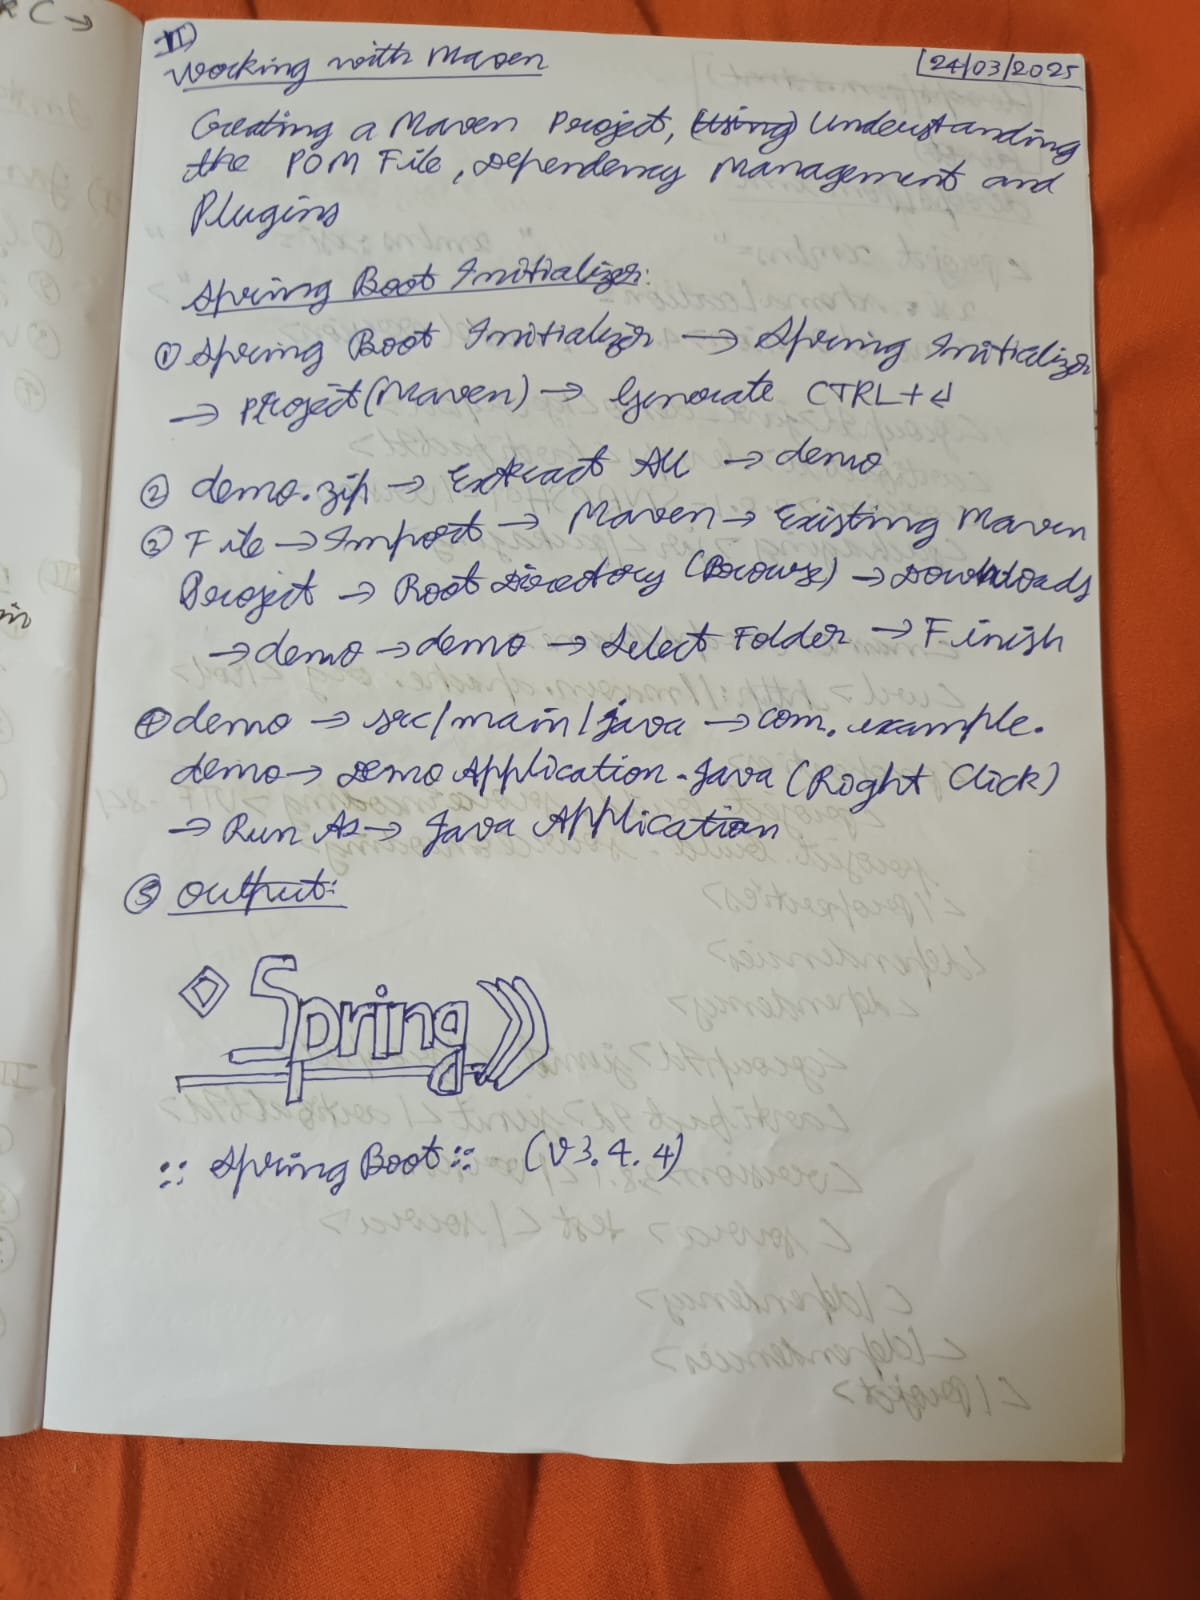 II)
Working with Maven
24/03/2025
Creating a Maven Project, (Using) Understanding
the POM File, Dependency Management and
Plugins
Spring Boot Initializr:
① Spring Boot Initializr → Spring Initializr
→ Project (Maven) → Generate CTRL+↵
② demo.zip → Extract All → demo
③ File → Import → Maven → Existing Maven
Project → Root Directory (Browse) → Downloads
→ demo → demo → Select Folder → Finish
④ demo → src/main/java → com.example.
demo → Demo Application.java (Right Click)
→ Run As → Java Application
⑤ Output:
Spring
:: Spring Boot :: (v3.4.4)